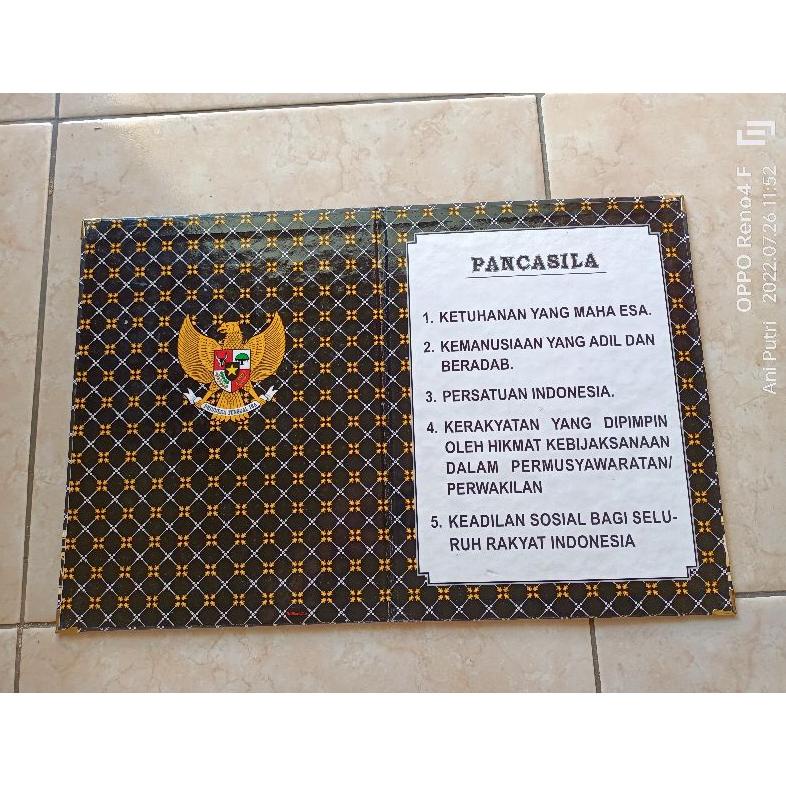 PANCASILA
1. KETUHANAN YANG MAHA ESA.
2. KEMANUSIAAN YANG ADIL DAN
BERADAB.
3. PERSATUAN INDONESIA.
4. KERAKYATAN YANG DIPIMPIN
OLEH HIKMAT KEBIJAKSANAAN
DALAM PERMUSYAWARATAN/
PERWAKILAN
5. KEADILAN SOSIAL BAGI SELU-
RUH RAKYAT INDONESIA
OPPO Reno4 F
Ani Putri 2022.07.26 11:52